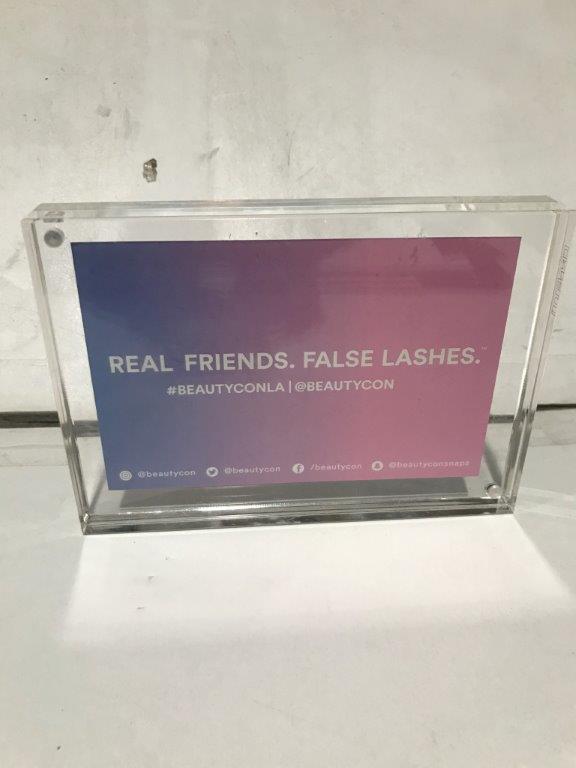 REAL FRIENDS. FALSE LASHES.™
#BEAUTYCONLA | @BEAUTYCON
@beautycon @beautycon /beautycon @beautyconsnaps